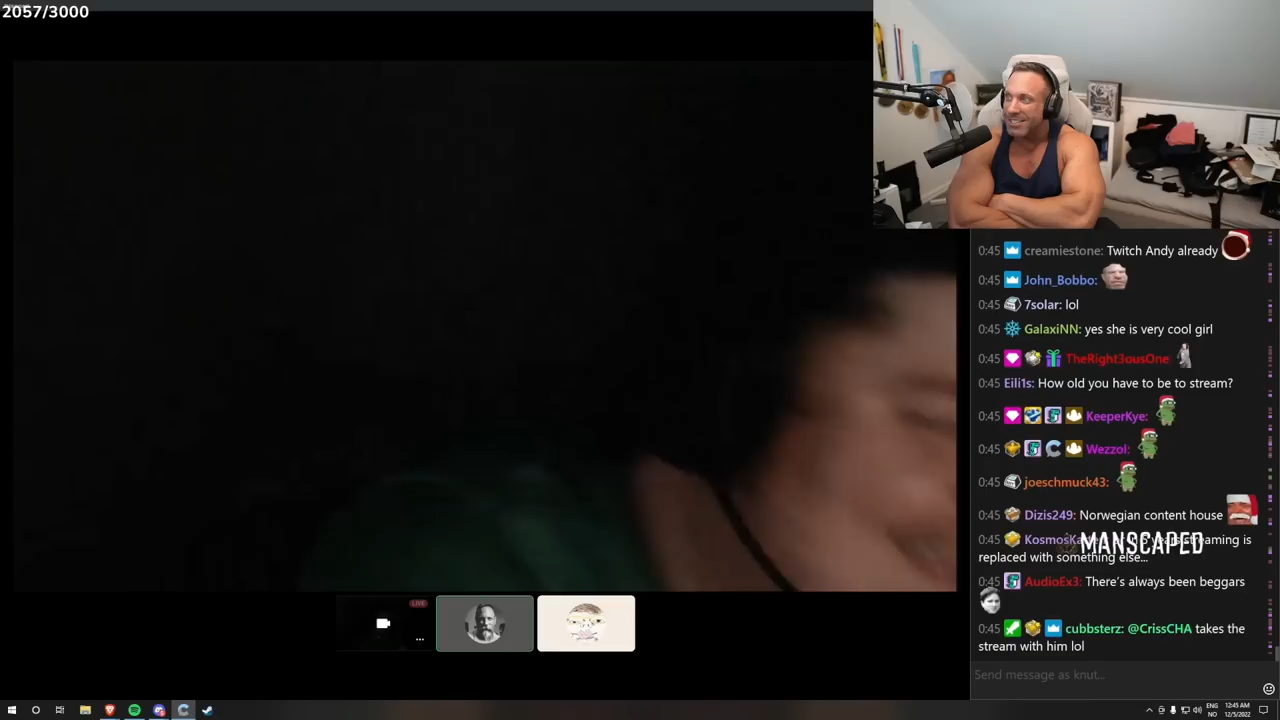 2057/3000
0:45 creamiestone: Twitch Andy already
0:45 John_Bobbo:
0:45 7solar: lol
0:45 GalaxiNN: yes she is very cool girl
0:45 TheRight3ousOne
0:45 Eili1s: How old you have to be to stream?
0:45 KeeperKye:
0:45 Wezzol:
0:45 joeschmuck43:
0:45 Dizis249: Norwegian content house
0:45 years streaming is
replaced with something else...
MANSCAPED
0:45 AudioEx3: There's always been beggars
0:45 cubbsterz: @CrissCHA takes the
stream with him lol
Send message as knut...
LIVE
...
ENG
NO
12:45 AM
12/5/2022